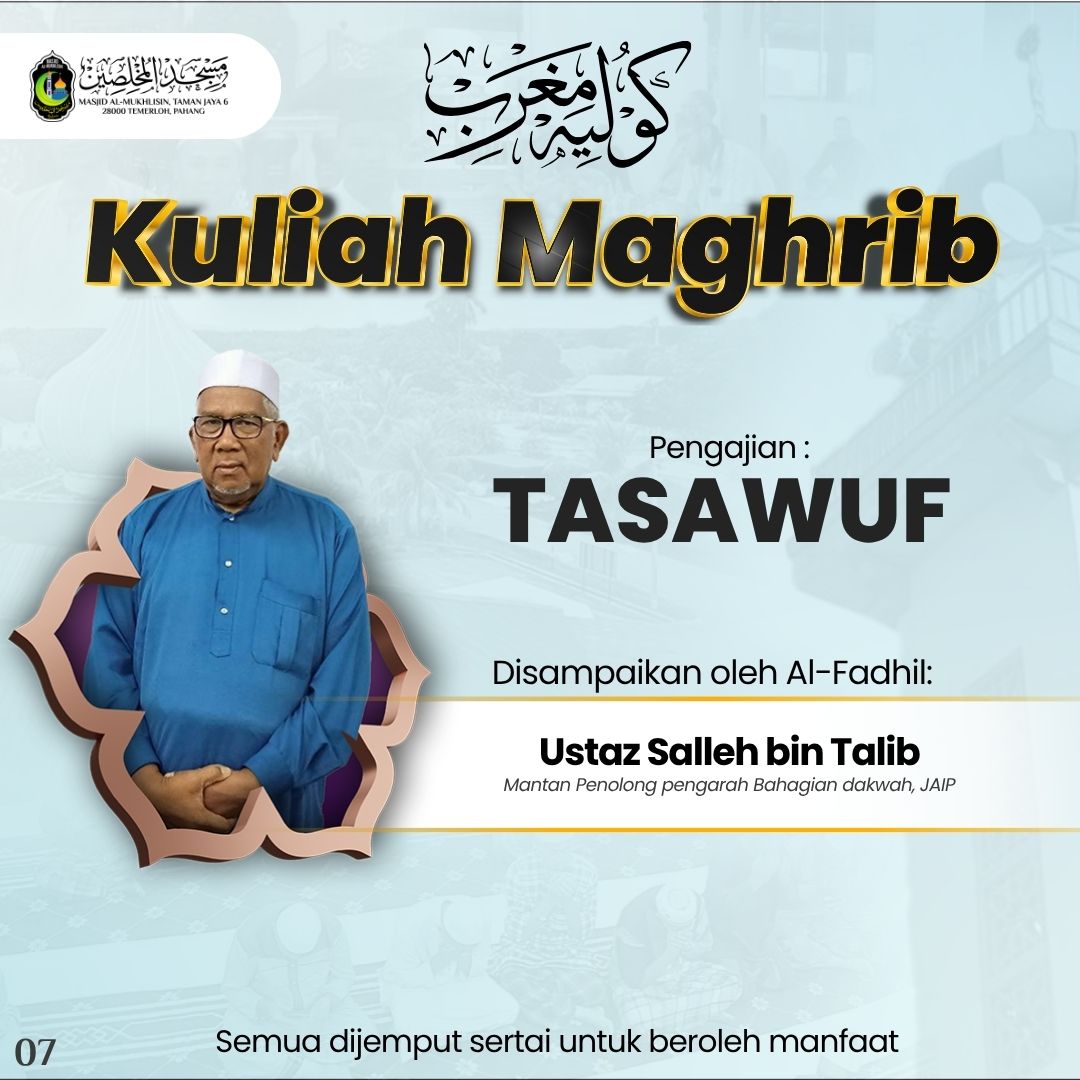 مسجد المخلصين
MASJID AL-MUKHLISIN, TAMAN JAYA 6
28000 TEMERLOH, PAHANG
كوليه مغرب
Kuliah Maghrib
Pengajian :
TASAWUF
Disampaikan oleh Al-Fadhil:
Ustaz Salleh bin Talib
Mantan Penolong pengarah Bahagian dakwah, JAIP
Semua dijemput sertai untuk beroleh manfaat
07